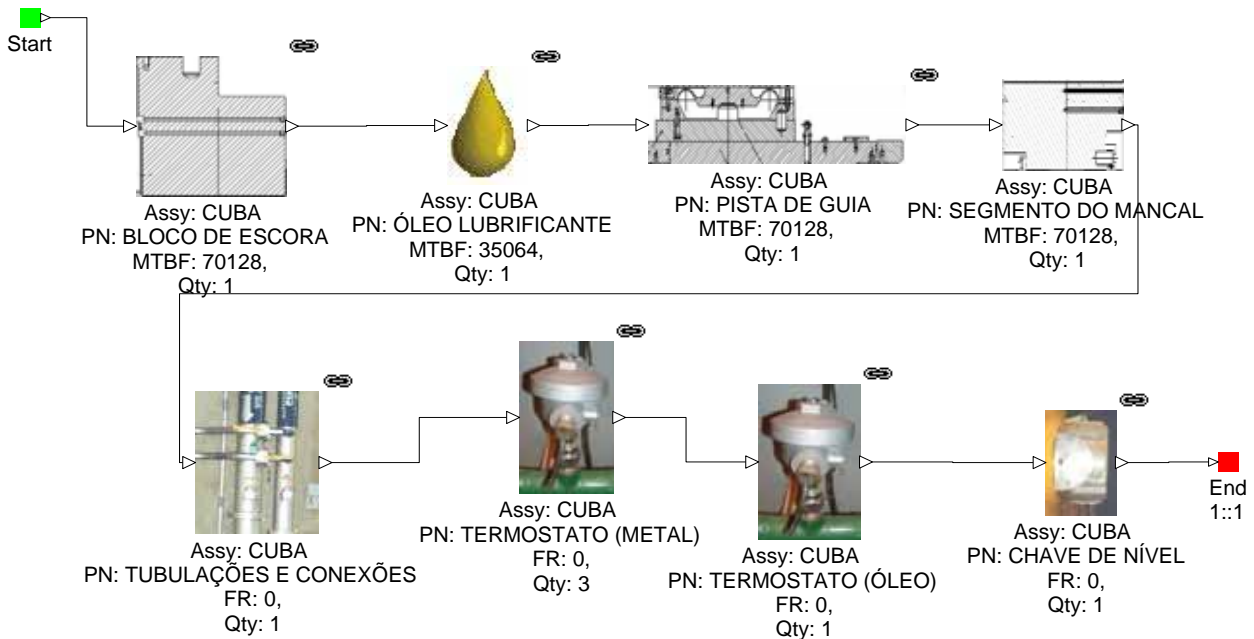 Start
Assy: CUBA
PN: BLOCO DE ESCORA
MTBF: 70128,
Qty: 1
Assy: CUBA
PN: ÓLEO LUBRIFICANTE
MTBF: 35064,
Qty: 1
Assy: CUBA
PN: PISTA DE GUIA
MTBF: 70128,
Qty: 1
Assy: CUBA
PN: SEGMENTO DO MANCAL
MTBF: 70128,
Qty: 1
Assy: CUBA
PN: TUBULAÇÕES E CONEXÕES
FR: 0,
Qty: 1
Assy: CUBA
PN: TERMOSTATO (METAL)
FR: 0,
Qty: 3
Assy: CUBA
PN: TERMOSTATO (ÓLEO)
FR: 0,
Qty: 1
Assy: CUBA
PN: CHAVE DE NÍVEL
FR: 0,
Qty: 1
End
1::1